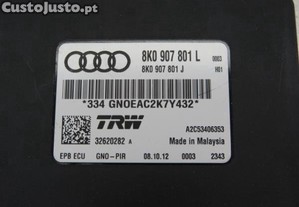 CustoJusto.pt
8K0 907 801 L 0003
8K0 907 801 J H01
*334 GN0EAC2K7Y432*
TRW A2C53406353
32620282 A Made in Malaysia
EPB ECU GNO-PIR 08.10.12 0003 2343